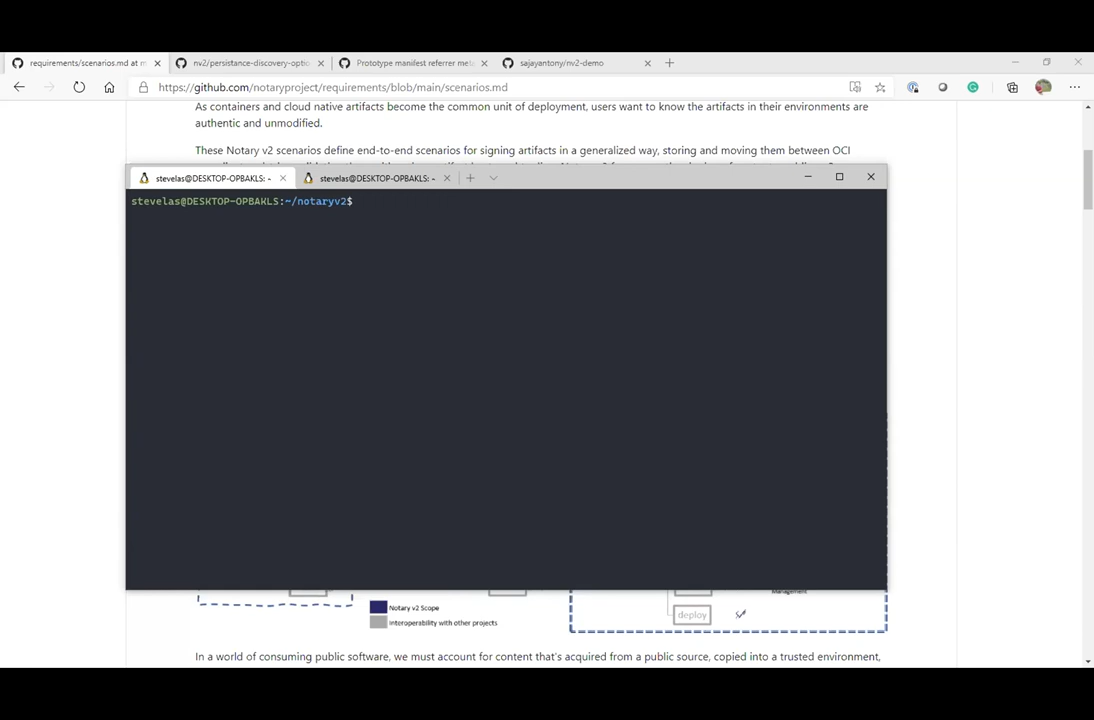 requirements/scenarios.md at m
nv2/persistance-discovery-optio
Prototype manifest referrer met
sajayantony/nv2-demo
https://github.com/notaryproject/requirements/blob/main/scenarios.md
As containers and cloud native artifacts become the common unit of deployment, users want to know the artifacts in their environments are
authentic and unmodified.
These Notary v2 scenarios define end-to-end scenarios for signing artifacts in a generalized way, storing and moving them between OCI
stevelas@DESKTOP-OPBAKLS: ~
stevelas@DESKTOP-OPBAKLS: ~
stevelas@DESKTOP-OPBAKLS:~/notaryv2$
Management
Notary v2 Scope
deploy
Interoperability with other projects
In a world of consuming public software, we must account for content that's acquired from a public source, copied into a trusted environment,